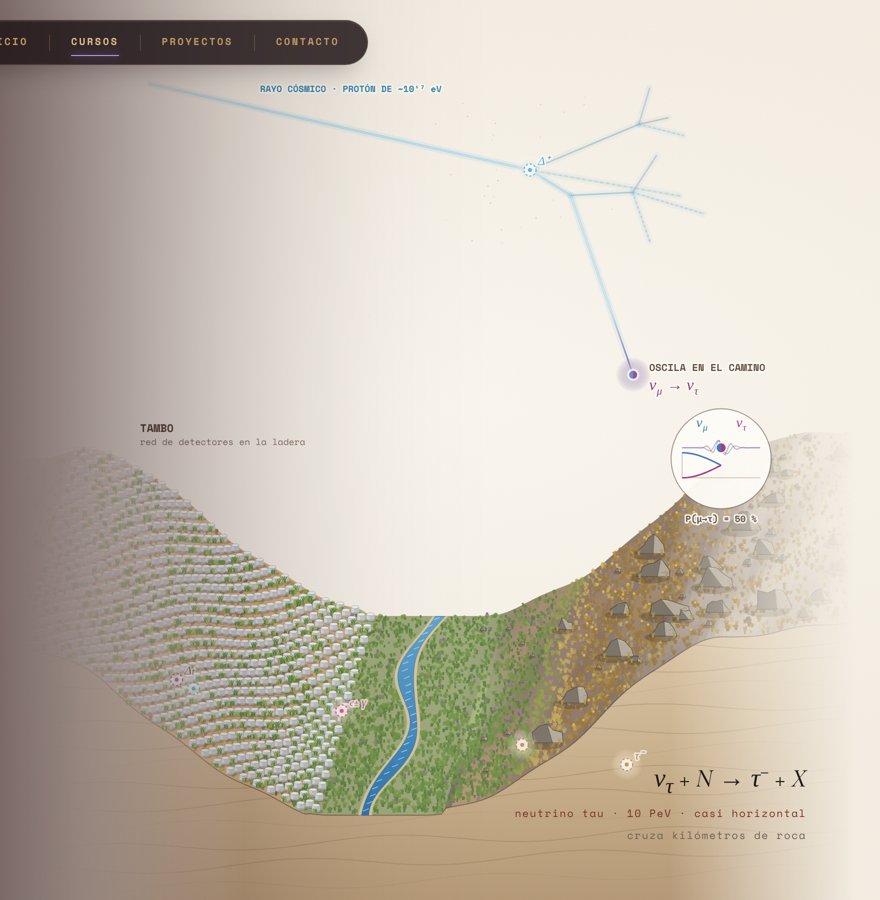 ICIO CURSOS PROYECTOS CONTACTO
RAYO CÓSMICO · PROTÓN DE ~10¹⁷ eV
Δ⁺
OSCILA EN EL CAMINO
ν_μ → ν_τ
TAMBO
red de detectores en la ladera
ν_μ ν_τ
P(μ→τ) = 50 %
e± γ
τ⁻
ν_τ + N → τ⁻ + X
neutrino tau · 10 PeV · casi horizontal
cruza kilómetros de roca